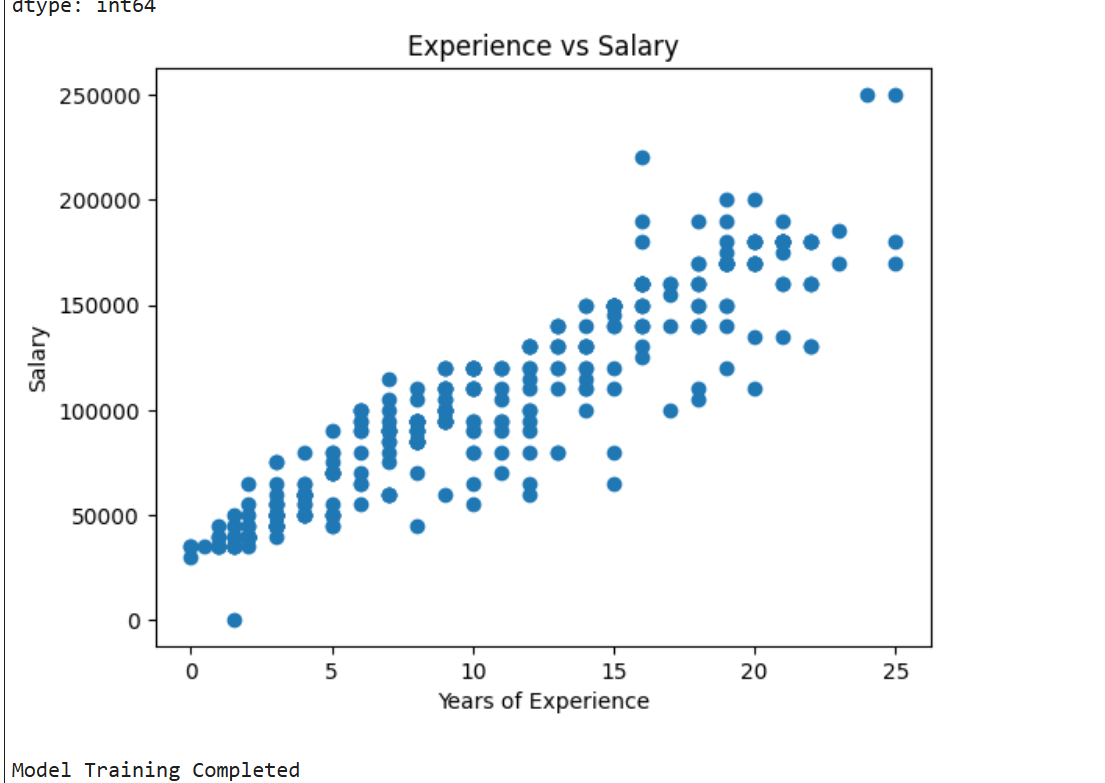 dtype: int64
Experience vs Salary
250000
200000
150000
100000
50000
0
Salary
0 5 10 15 20 25
Years of Experience
Model Training Completed